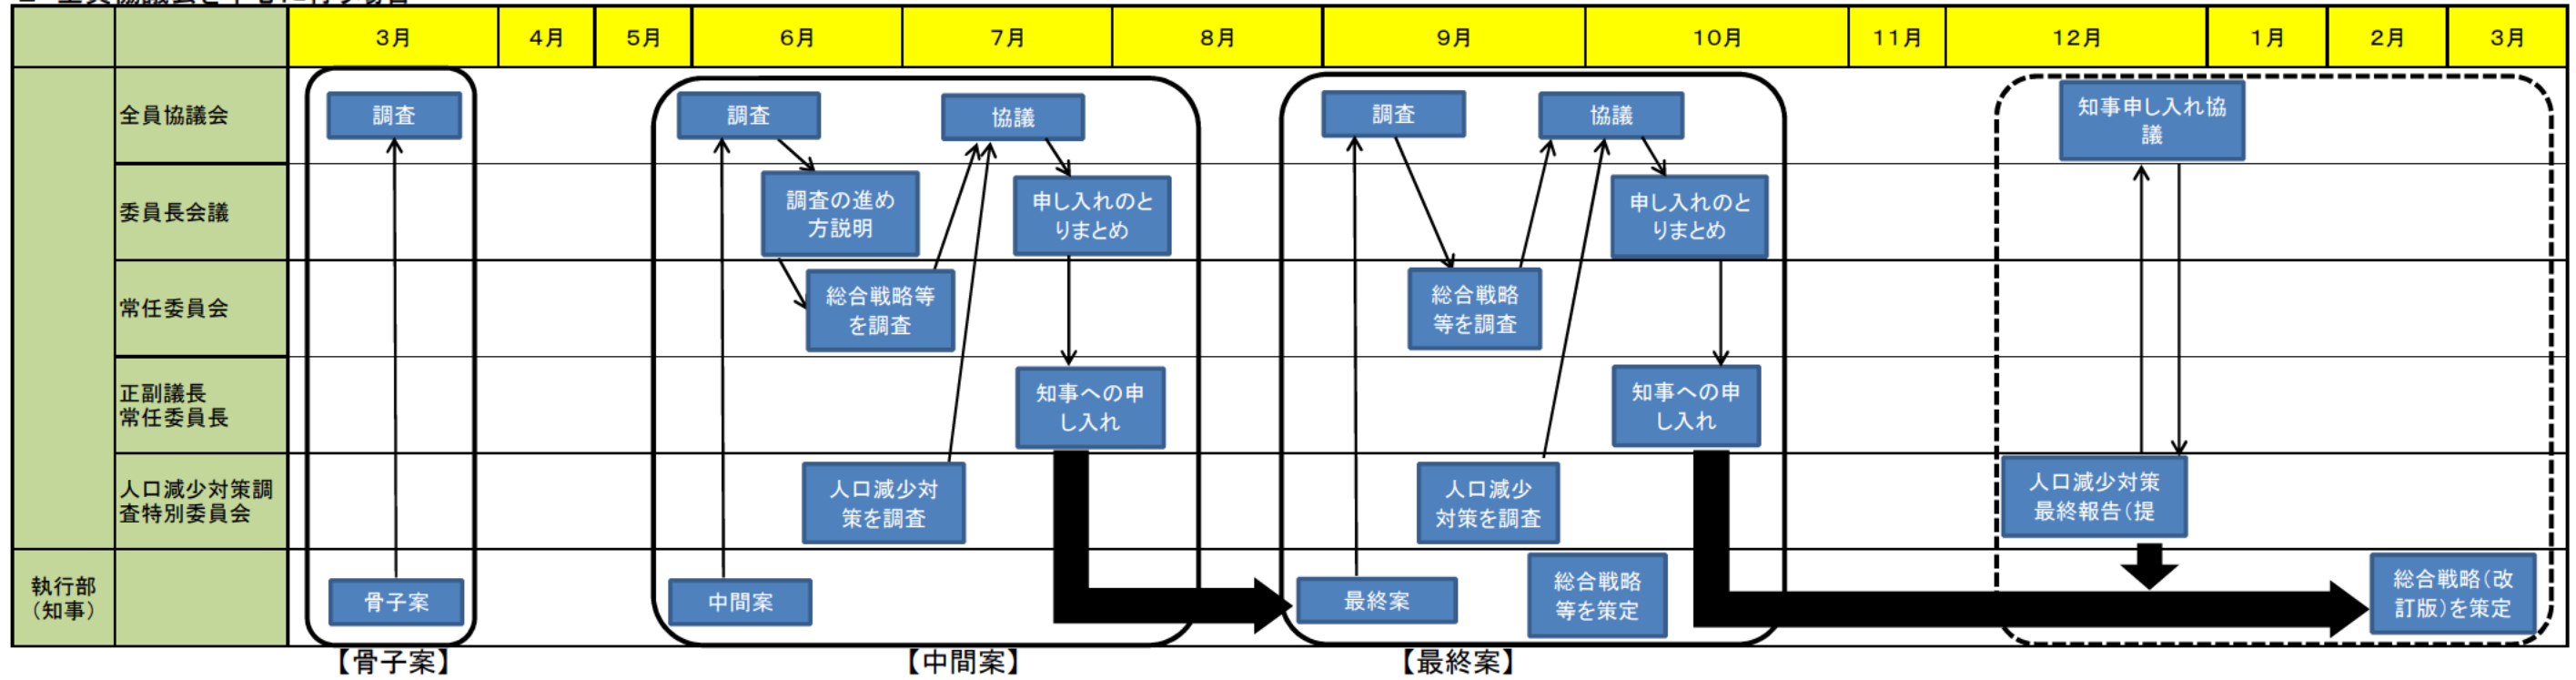 3月 4月 5月 6月 7月 8月 9月 10月 11月 12月 1月 2月 3月
全員協議会
調査
調査
協議
調査
協議
知事申し入れ協
議
委員長会議
調査の進め
方説明
申し入れのと
りまとめ
申し入れのと
りまとめ
常任委員会
総合戦略等
を調査
総合戦略
等を調査
正副議長
常任委員長
知事への申
し入れ
知事への申
し入れ
人口減少対策調
査特別委員会
人口減少対
策を調査
人口減少
対策を調査
人口減少対策
最終報告(提
執行部
(知事)
骨子案
中間案
最終案
総合戦略
等を策定
総合戦略(改
訂版)を策定
【骨子案】
【中間案】
【最終案】